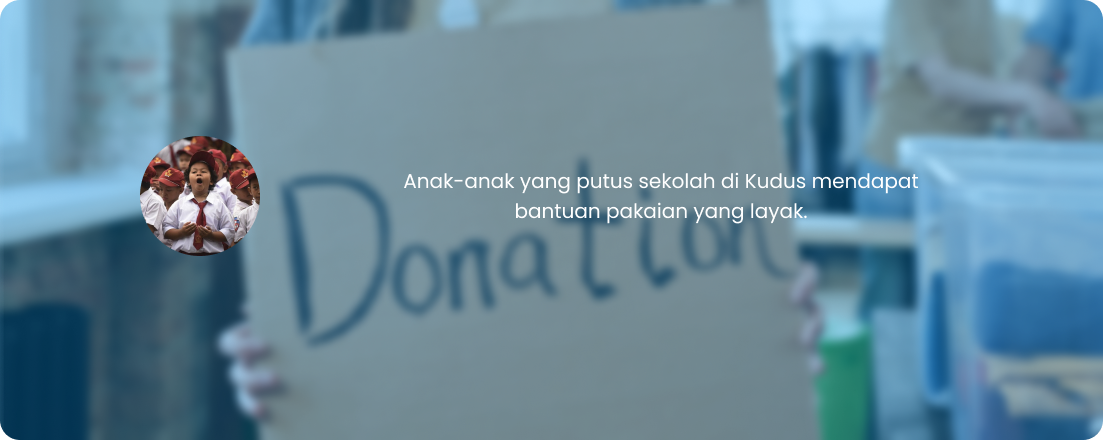 Anak-anak yang putus sekolah di Kudus mendapat
bantuan pakaian yang layak.
Donation